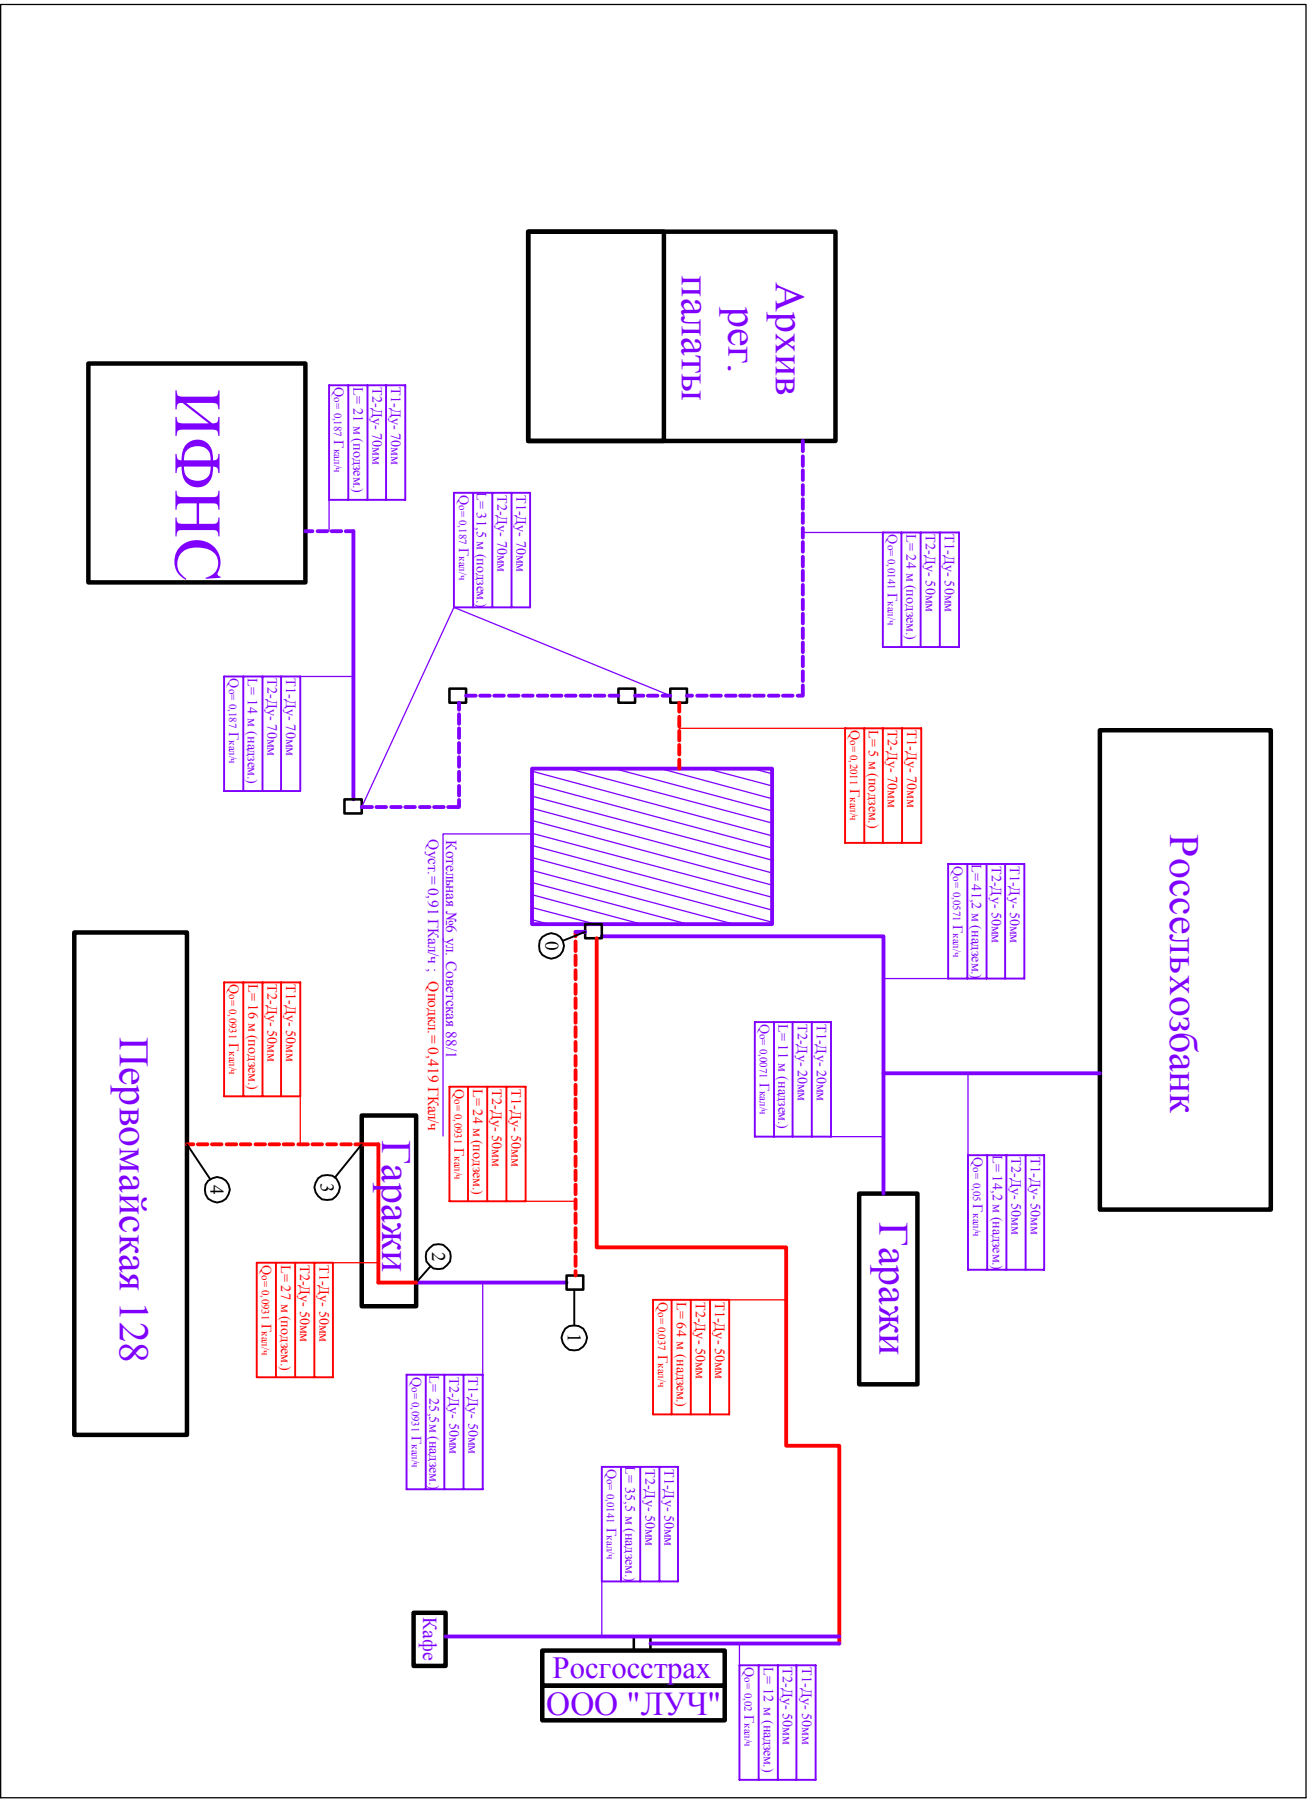 Россельхозбанк
Т1-Ду- 50мм
Т2-Ду- 50мм
L= 41,2 м (надзем.)
Qо= 0,0571 Гкал/ч
Т1-Ду- 50мм
Т2-Ду- 50мм
L= 14,2 м (надзем.)
Qо= 0,05 Гкал/ч
Т1-Ду- 50мм
Т2-Ду- 50мм
L= 24 м (подзем.)
Qо= 0,0141 Гкал/ч
Т1-Ду- 70мм
Т2-Ду- 70мм
L= 5 м (подзем.)
Qо= 0,2011 Гкал/ч
Гаражи
Т1-Ду- 20мм
Т2-Ду- 20мм
L= 11 м (надзем.)
Qо= 0,0071 Гкал/ч
Архив
рег.
палаты
Т1-Ду- 50мм
Т2-Ду- 50мм
L= 12 м (надзем.)
Qо= 0,02 Гкал/ч
Т1-Ду- 50мм
Т2-Ду- 50мм
L= 64 м (надзем.)
Qо= 0,037 Гкал/ч
Росгосстрах
ООО "ЛУЧ"
Т1-Ду- 50мм
Т2-Ду- 50мм
L= 35,5 м (надзем.)
Qо= 0,0141 Гкал/ч
0
1
Т1-Ду- 70мм
Т2-Ду- 70мм
L= 31,5 м (подзем.)
Qо= 0,187 Гкал/ч
Т1-Ду- 50мм
Т2-Ду- 50мм
L= 24 м (подзем.)
Qо= 0,0931 Гкал/ч
Котельная №6 ул. Советская 88/1
Qуст.= 0,91 ГКал/ч ; Qподкл.= 0,419 ГКал/ч
Т1-Ду- 50мм
Т2-Ду- 50мм
L= 25,5м (надзем.)
Qо= 0,0931 Гкал/ч
Кафе
2
Гаражи
Т1-Ду- 70мм
Т2-Ду- 70мм
L= 21 м (подзем.)
Qо= 0,187 Гкал/ч
3
Т1-Ду- 50мм
Т2-Ду- 50мм
L= 27 м (подзем.)
Qо= 0,0931 Гкал/ч
Т1-Ду- 70мм
Т2-Ду- 70мм
L= 14 м (надзем.)
Qо= 0,187 Гкал/ч
Т1-Ду- 50мм
Т2-Ду- 50мм
L= 16 м (подзем.)
Qо= 0,0931 Гкал/ч
4
ИФНС
Первомайская 128